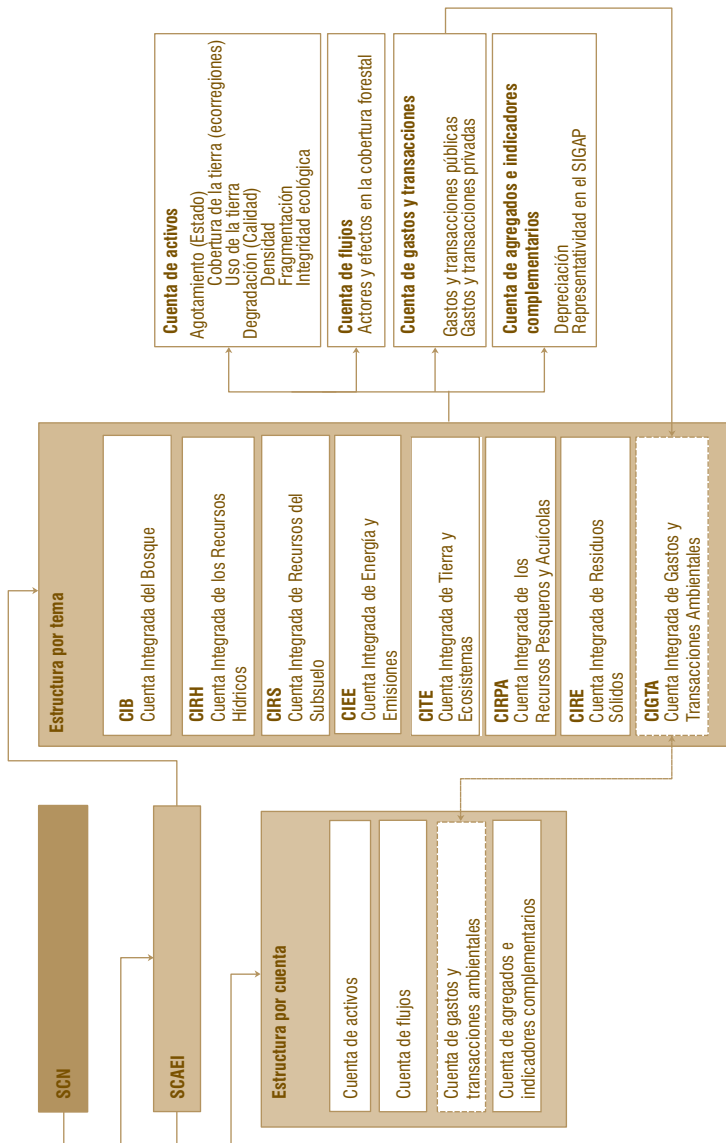 SCN
SCAEI
Estructura por cuenta
Cuenta de activos
Cuenta de flujos
Cuenta de gastos y
transacciones ambientales
Cuenta de agregados e
indicadores complementarios
Estructura por tema
CIB
Cuenta Integrada del Bosque
CIRH
Cuenta Integrada de los Recursos
Hídricos
CIRS
Cuenta Integrada de Recursos del
Subsuelo
CIEE
Cuenta Integrada de Energía y
Emisiones
CITE
Cuenta Integrada de Tierra y
Ecosistemas
CIRPA
Cuenta Integrada de los
Recursos Pesqueros y Acuícolas
CIRE
Cuenta Integrada de Residuos
Sólidos
CIGTA
Cuenta Integrada de Gastos y
Transacciones Ambientales
Cuenta de activos
Agotamiento (Estado)
Cobertura de la tierra (ecorregiones)
Uso de la tierra
Degradación (Calidad)
Densidad
Fragmentación
Integridad ecológica
Cuenta de flujos
Actores y efectos en la cobertura forestal
Cuenta de gastos y transacciones
Gastos y transacciones públicas
Gastos y transacciones privadas
Cuenta de agregados e indicadores
complementarios
Depreciación
Representatividad en el SIGAP